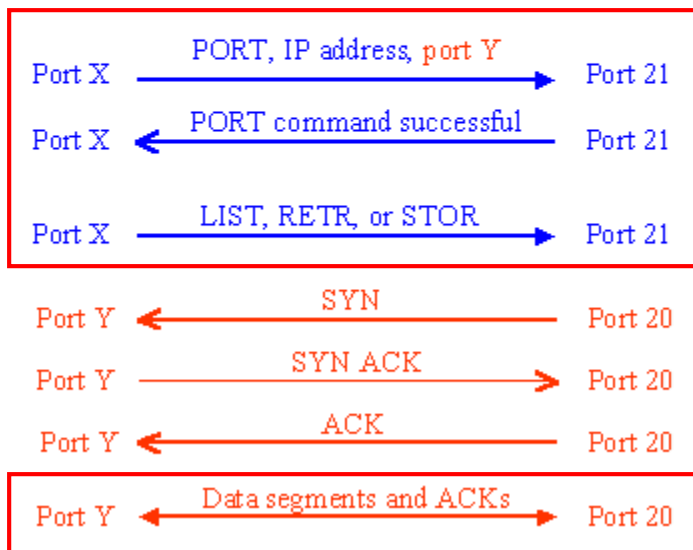 PORT, IP address, port Y
Port X Port 21
PORT command successful
Port X Port 21
LIST, RETR, or STOR
Port X Port 21
SYN
Port Y Port 20
SYN ACK
Port Y Port 20
ACK
Port Y Port 20
Data segments and ACKs
Port Y Port 20